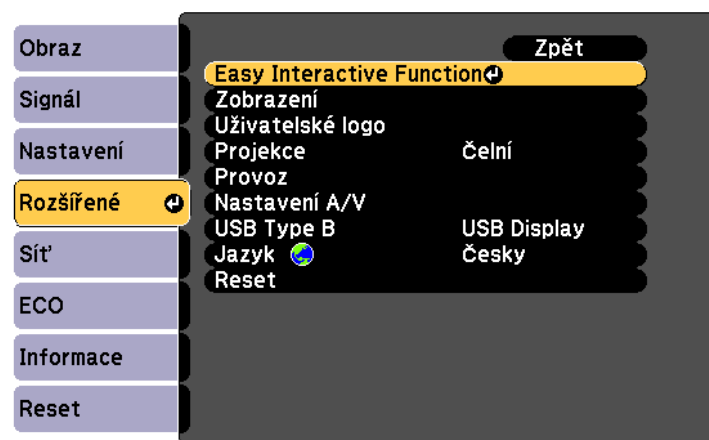 Obraz
Signál
Nastavení
Rozšířené
Síť
ECO
Informace
Reset
Zpět
Easy Interactive Function
Zobrazení
Uživatelské logo
Projekce Čelní
Provoz
Nastavení A/V
USB Type B USB Display
Jazyk Česky
Reset